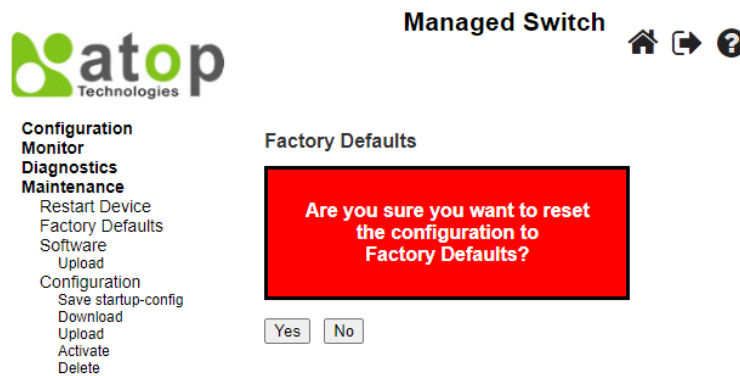 Managed Switch
atop
Technologies
Configuration
Monitor
Diagnostics
Maintenance
Restart Device
Factory Defaults
Software
Upload
Configuration
Save startup-config
Download
Upload
Activate
Delete
Factory Defaults
Are you sure you want to reset
the configuration to
Factory Defaults?
Yes
No